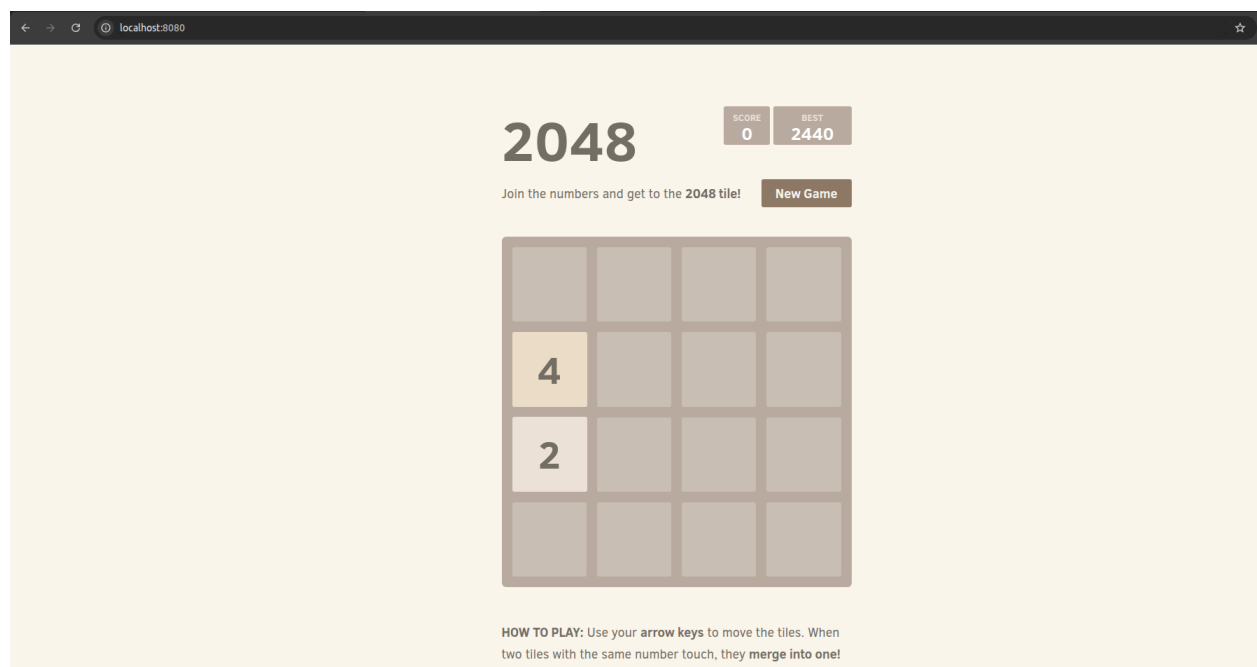 localhost:8080
2048
SCORE
0
BEST
2440
Join the numbers and get to the 2048 tile!
New Game
4
2
HOW TO PLAY: Use your arrow keys to move the tiles. When
two tiles with the same number touch, they merge into one!